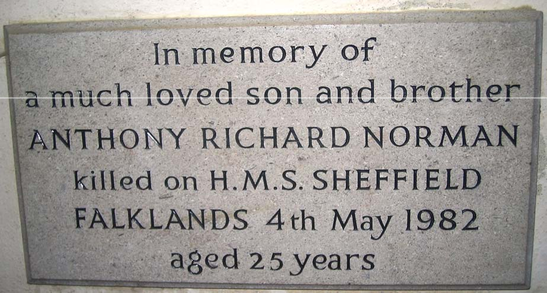 In memory of
a much loved son and brother
ANTHONY RICHARD NORMAN
killed on H.M.S. SHEFFIELD
FALKLANDS 4th May 1982
aged 25 years